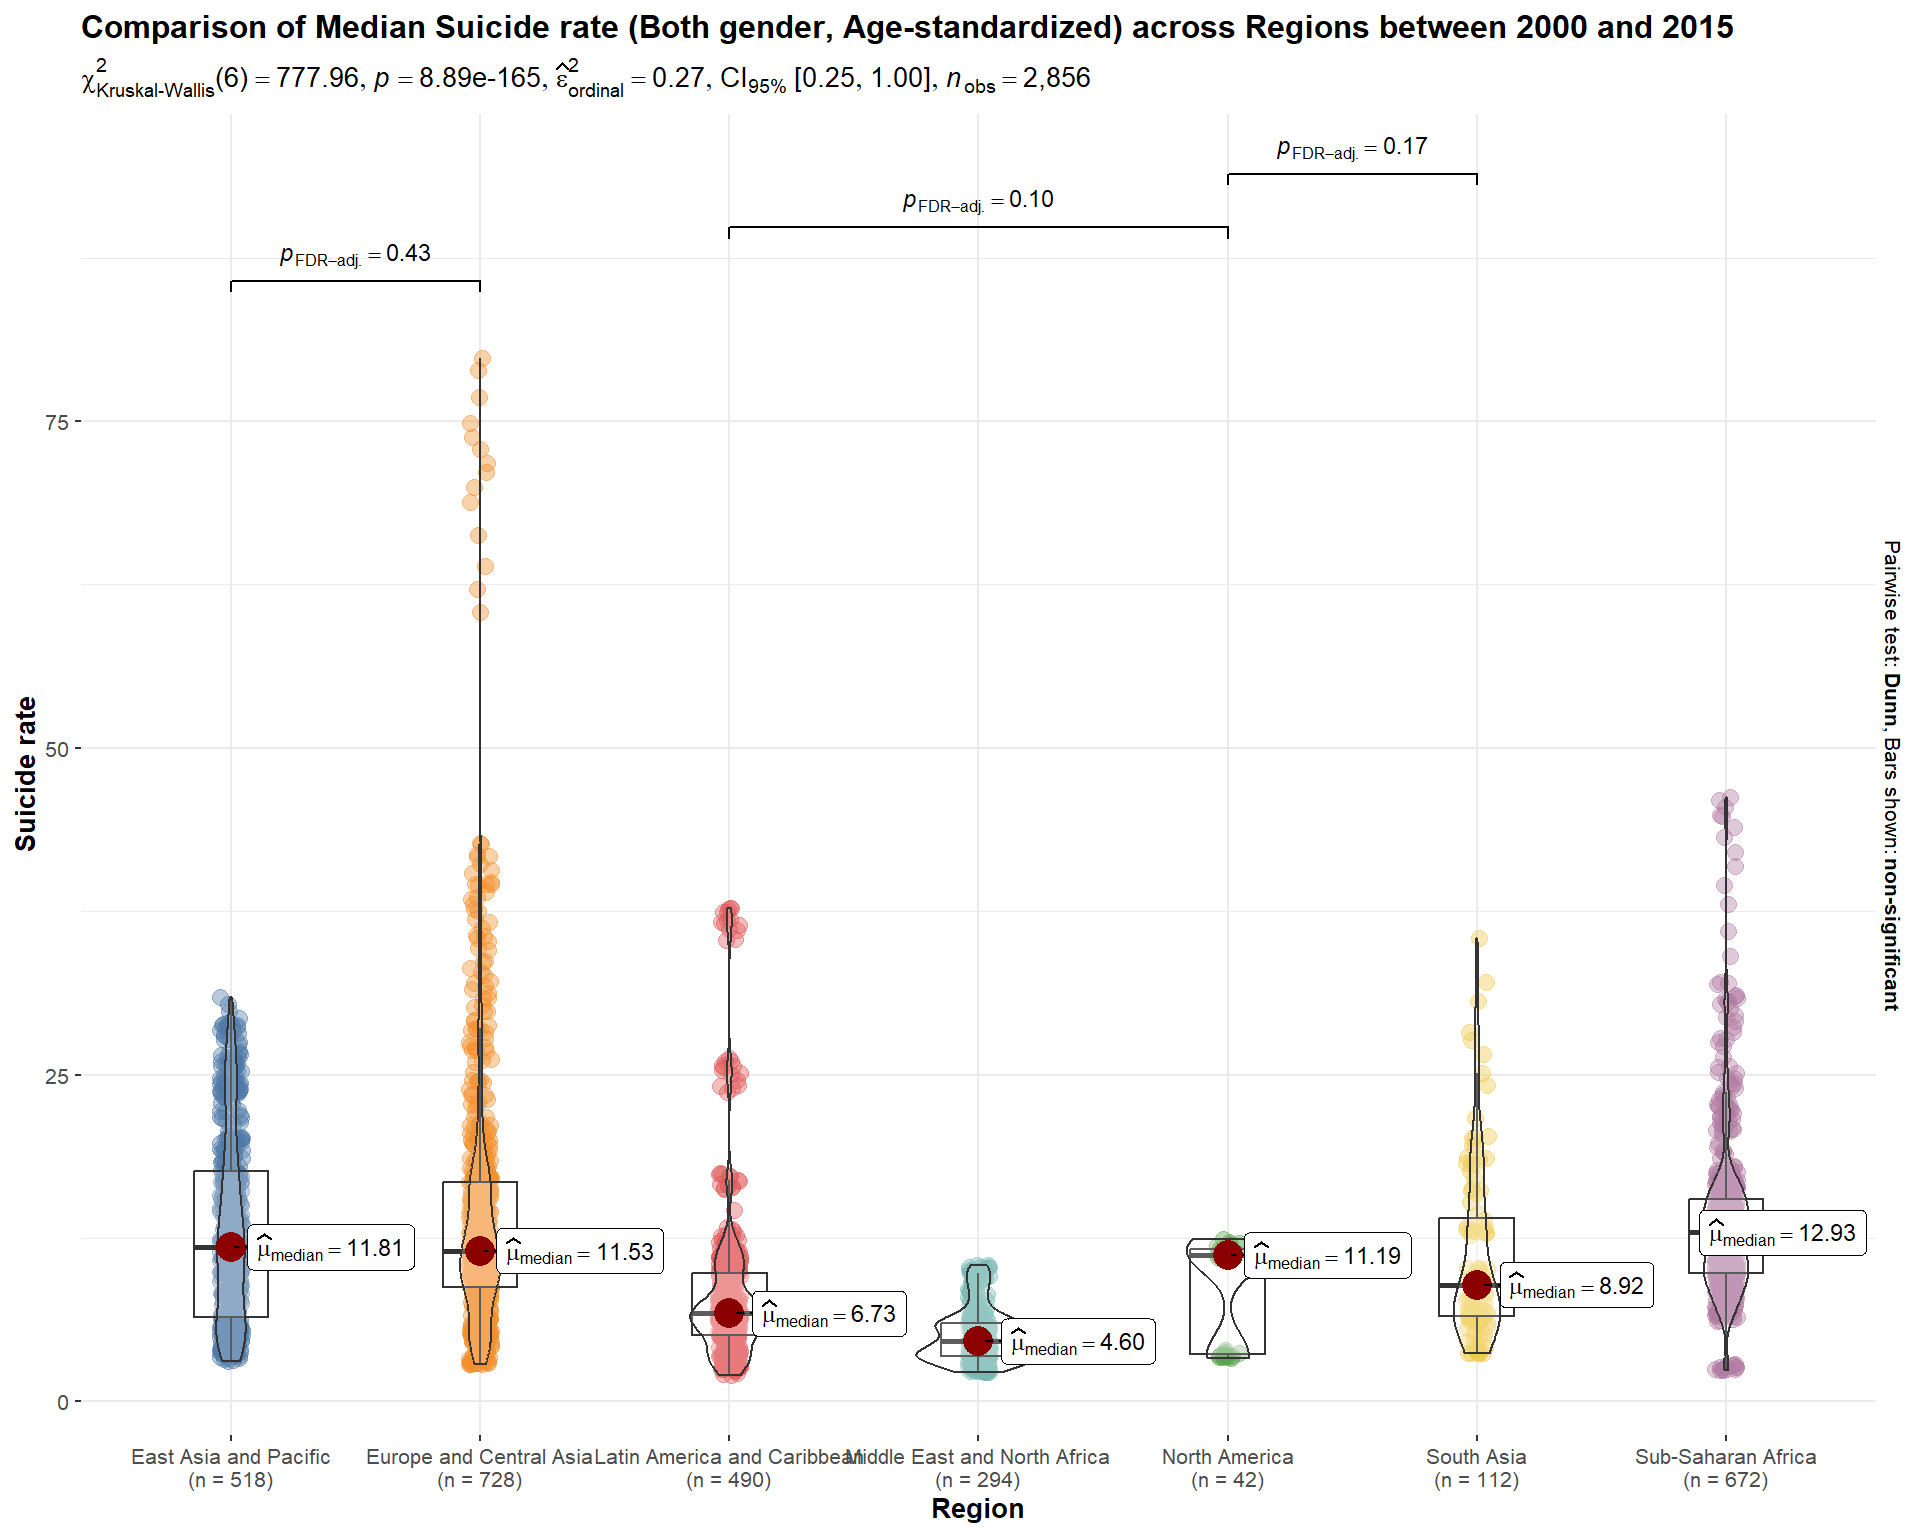 Comparison of Median Suicide rate (Both gender, Age-standardized) across Regions between 2000 and 2015
χ²Kruskal-Wallis(6) = 777.96, p = 8.89e-165, ε̂²ordinal = 0.27, CI95% [0.25, 1.00], nobs = 2,856
pFDR–adj. = 0.17
pFDR–adj. = 0.10
pFDR–adj. = 0.43
75
50
25
0
Suicide rate
μ̂median = 11.81
μ̂median = 11.53
μ̂median = 6.73
μ̂median = 4.60
μ̂median = 11.19
μ̂median = 8.92
μ̂median = 12.93
Pairwise test: Dunn, Bars shown: non-significant
East Asia and Pacific
(n = 518)
Europe and Central Asia
(n = 728)
Latin America and Caribbean
(n = 490)
Middle East and North Africa
(n = 294)
North America
(n = 42)
South Asia
(n = 112)
Sub-Saharan Africa
(n = 672)
Region